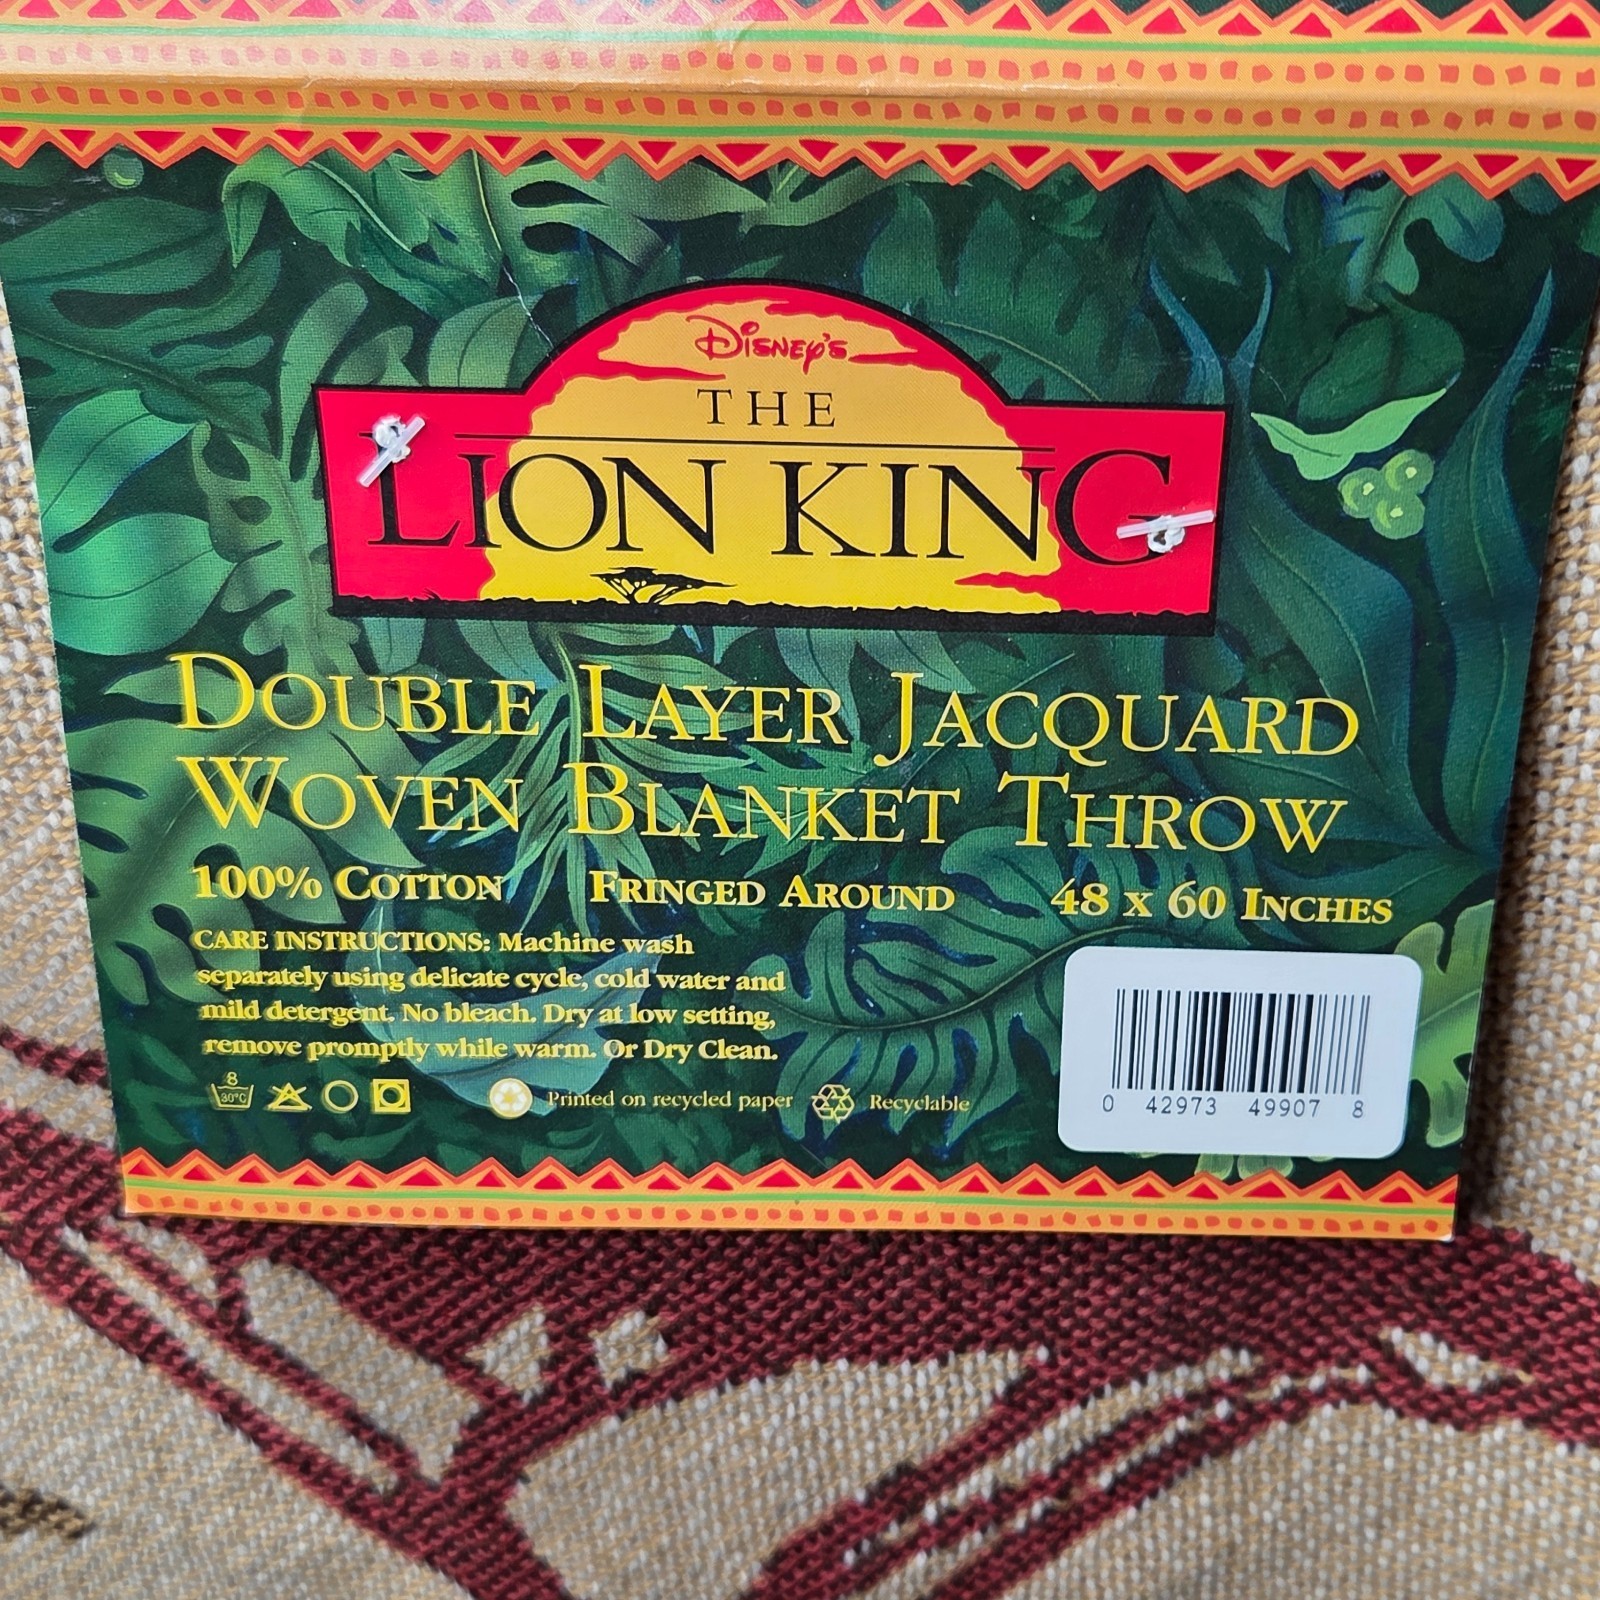 Disney's
THE
LION KING
DOUBLE LAYER JACQUARD
WOVEN BLANKET THROW
100% COTTON FRINGED AROUND 48 x 60 INCHES
CARE INSTRUCTIONS: Machine wash
separately using delicate cycle, cold water and
mild detergent. No bleach. Dry at low setting,
remove promptly while warm. Or Dry Clean.
8
30°C
Printed on recycled paper Recyclable
0 42973 49907 8